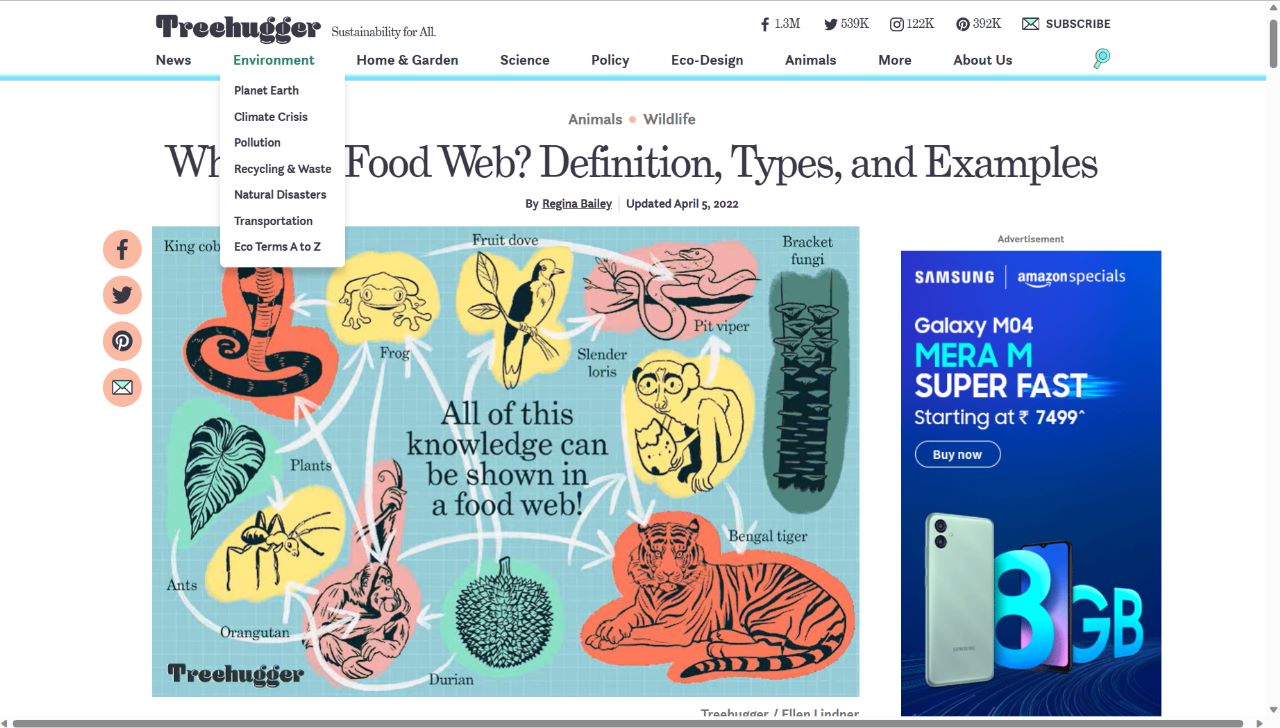 Treehugger
Sustainability for All.
1.3M
539K
122K
392K
SUBSCRIBE
News
Environment
Home & Garden
Science
Policy
Eco-Design
Animals
More
About Us
Planet Earth
Climate Crisis
Pollution
Recycling & Waste
Natural Disasters
Transportation
Eco Terms A to Z
Animals
Wildlife
Wh Food Web? Definition, Types, and Examples
By Regina Bailey
Updated April 5, 2022
King cob
Fruit dove
Bracket
fungi
Pit viper
Frog
Slender
loris
All of this
knowledge can
be shown in
a food web!
Plants
Bengal tiger
Ants
Orangutan
Durian
Treehugger
Treehugger / Ellen Lindner
Advertisement
SAMSUNG
amazonspecials
Galaxy M04
MERA M
SUPER FAST
Starting at ₹ 7499^
Buy now
SAMSUNG
8GB